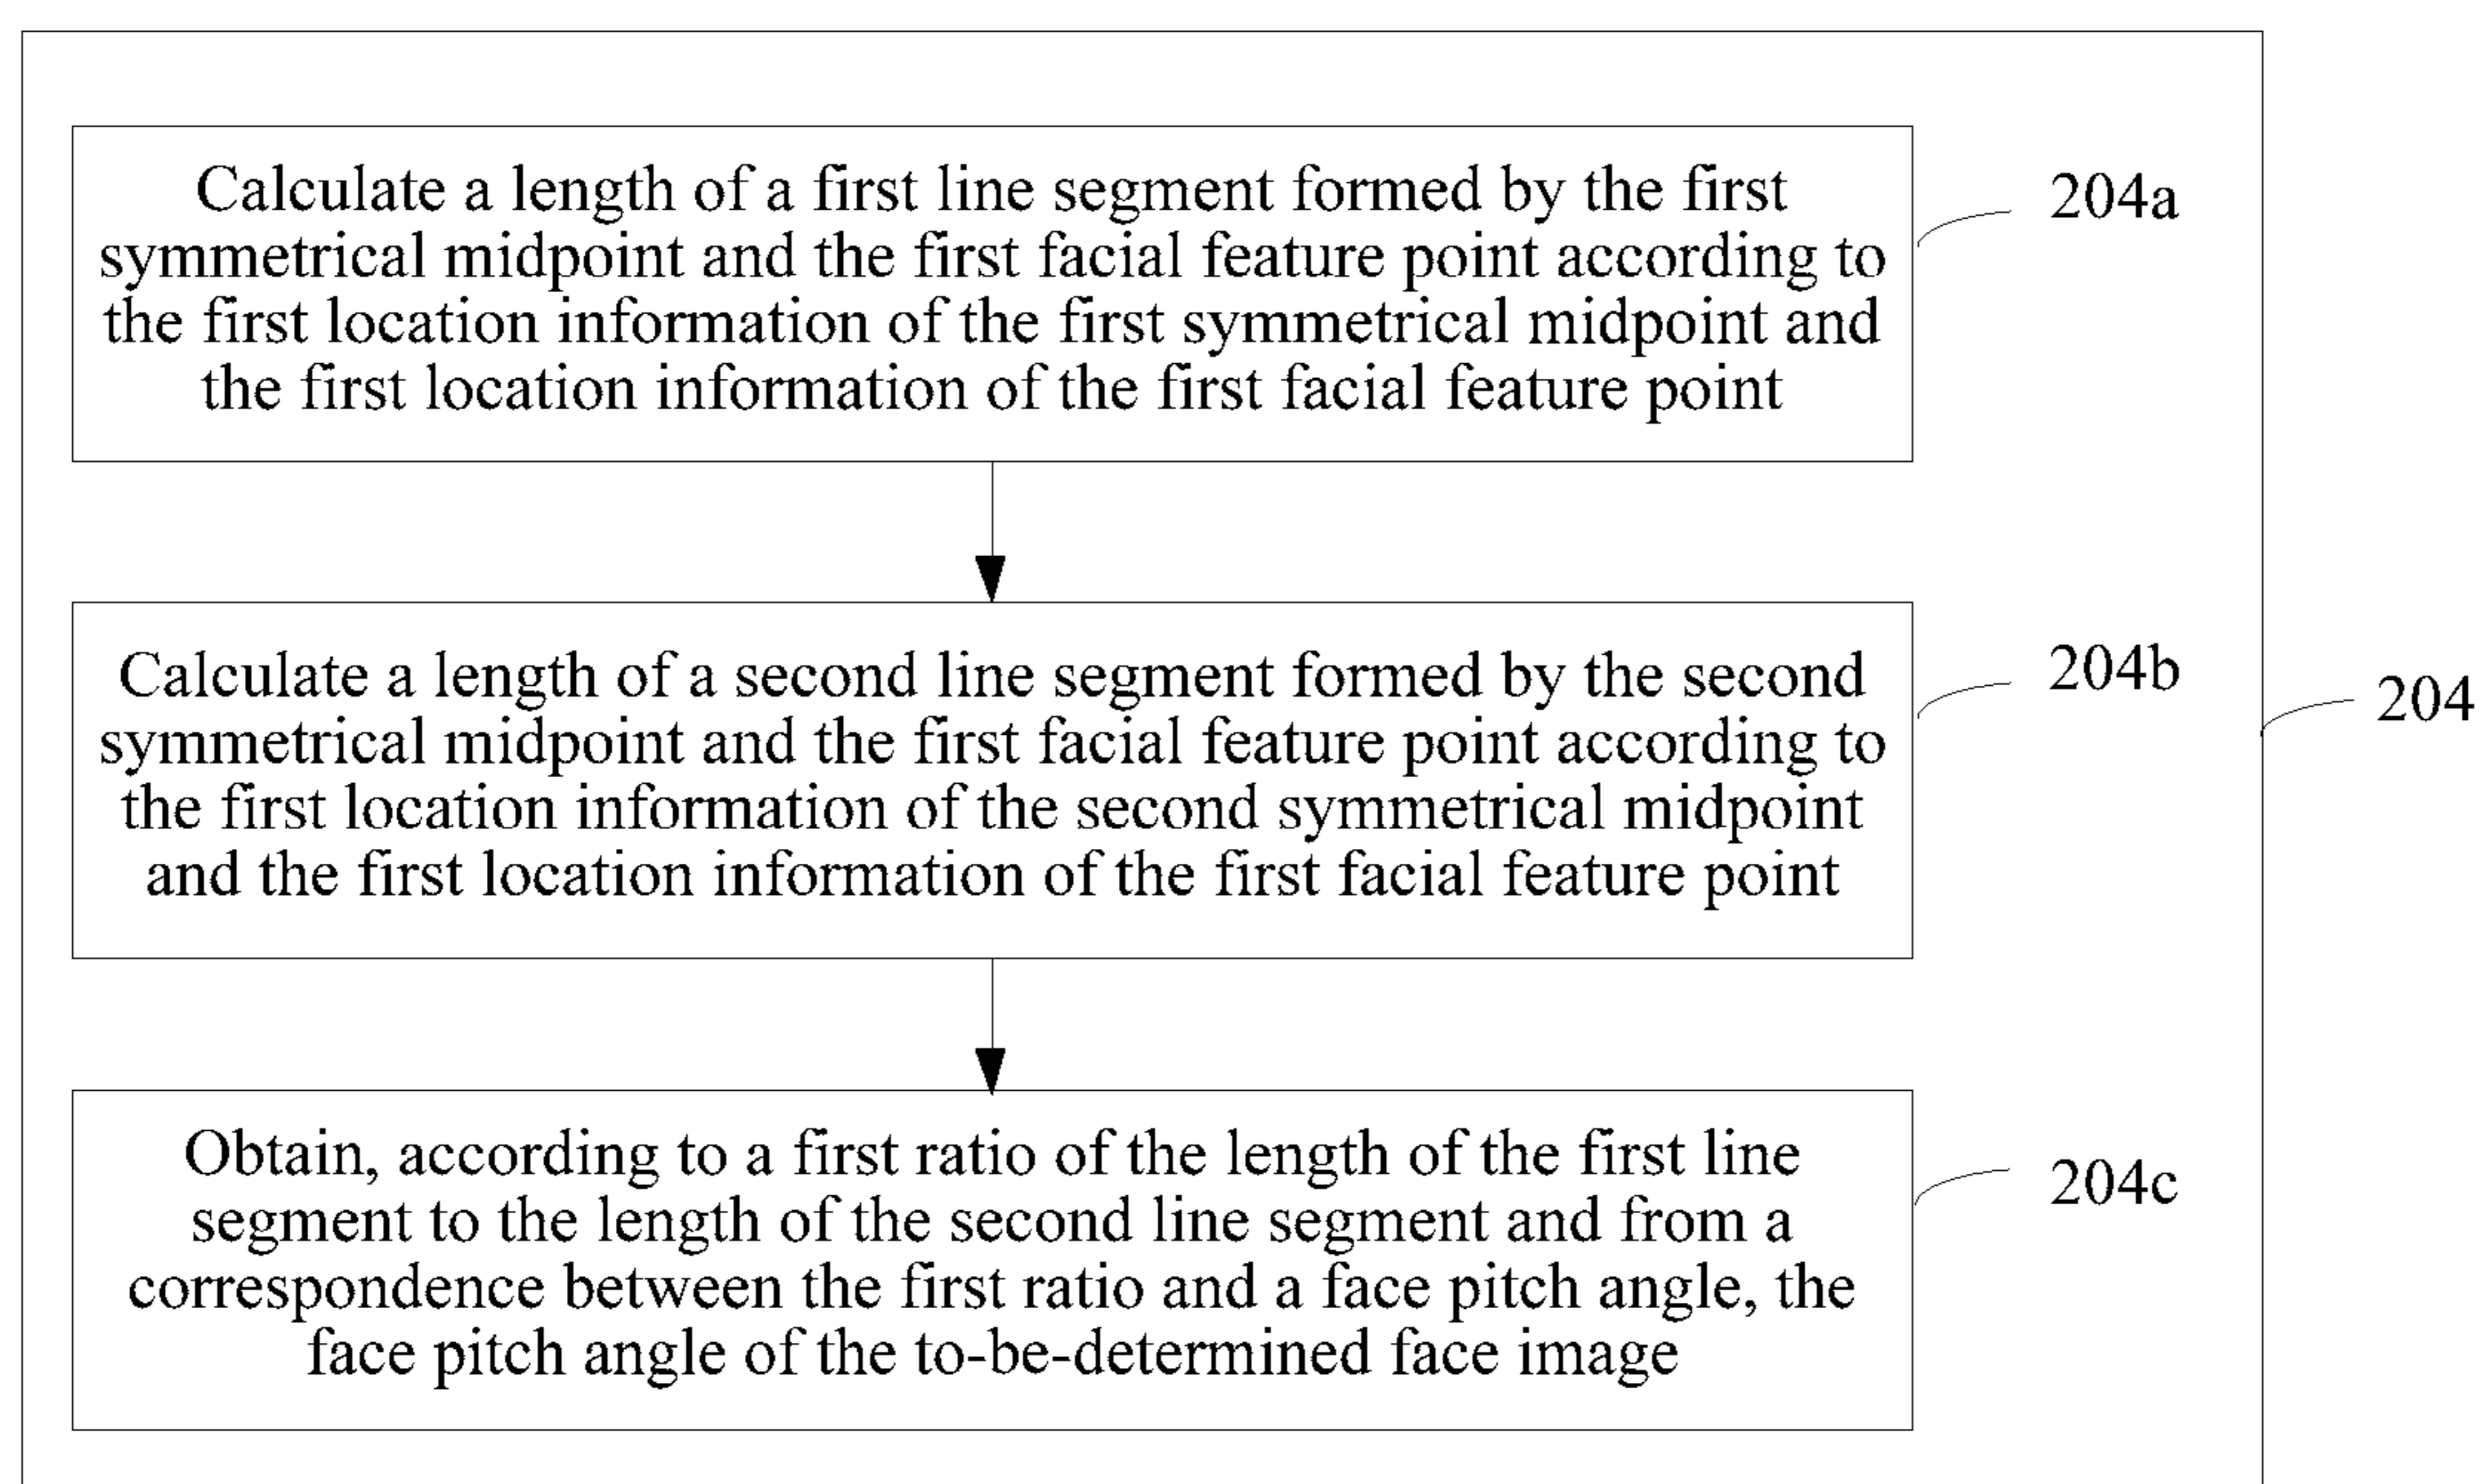 Calculate a length of a first line segment formed by the first
symmetrical midpoint and the first facial feature point according to
the first location information of the first symmetrical midpoint and
the first location information of the first facial feature point
204a
Calculate a length of a second line segment formed by the second
symmetrical midpoint and the first facial feature point according to
the first location information of the second symmetrical midpoint
and the first location information of the first facial feature point
204b
204
Obtain, according to a first ratio of the length of the first line
segment to the length of the second line segment and from a
correspondence between the first ratio and a face pitch angle, the
face pitch angle of the to-be-determined face image
204c